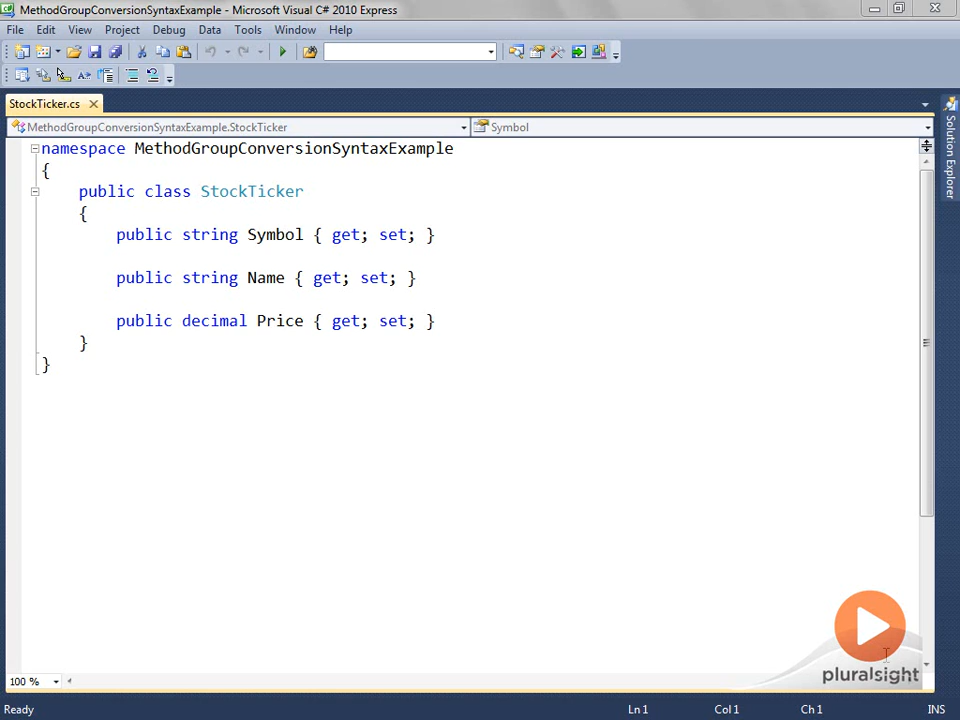 MethodGroupConversionSyntaxExample - Microsoft Visual C# 2010 Express
File Edit View Project Debug Data Tools Window Help
StockTicker.cs
MethodGroupConversionSyntaxExample.StockTicker Symbol
namespace MethodGroupConversionSyntaxExample
{
public class StockTicker
{
public string Symbol { get; set; }
public string Name { get; set; }
public decimal Price { get; set; }
}
}
Solution Explorer
pluralsight
100 %
Ready Ln 1 Col 1 Ch 1 INS